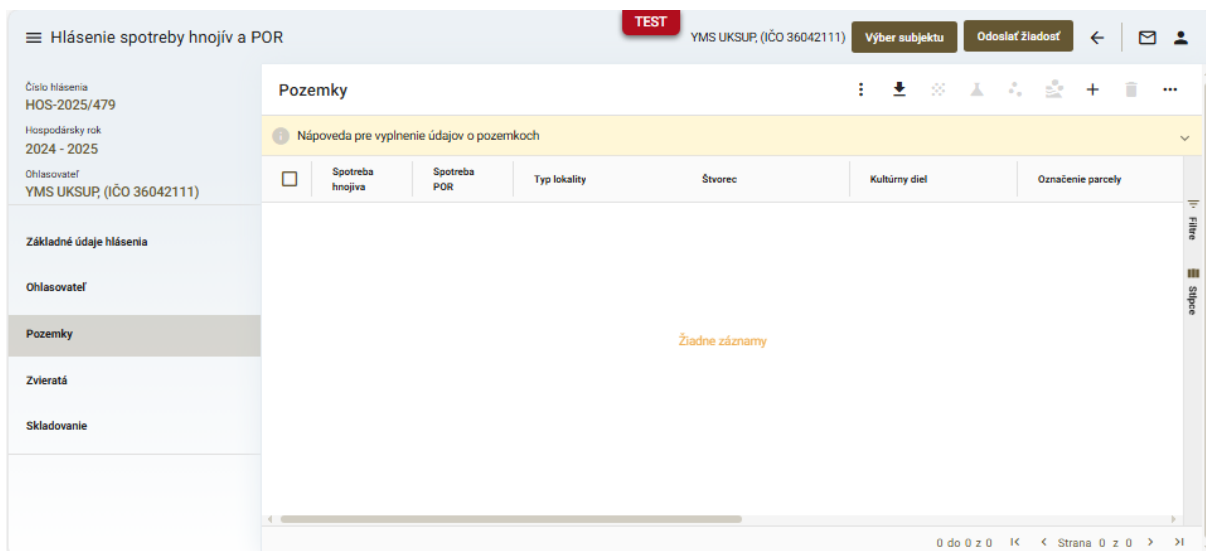 TEST
Hlásenie spotreby hnojív a POR
YMS UKSUP, (IČO 36042111)
Výber subjektu
Odoslať žiadosť
Číslo hlásenia
HOS-2025/479
Hospodársky rok
2024 - 2025
Ohlasovateľ
YMS UKSUP, (IČO 36042111)
Základné údaje hlásenia
Ohlasovateľ
Pozemky
Zvieratá
Skladovanie
Pozemky
Nápoveda pre vyplnenie údajov o pozemkoch
Spotreba
hnojiva
Spotreba
POR
Typ lokality
Štvorec
Kultúrny diel
Označenie parcely
Filtre
Stĺpce
Žiadne záznamy
0 do 0 z 0
Strana 0 z 0